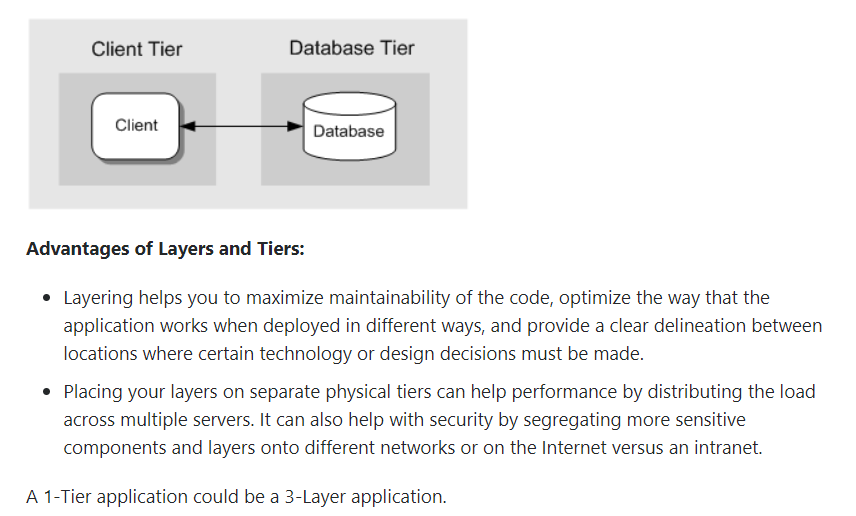 Client Tier
Database Tier
Client
Database
Advantages of Layers and Tiers:
• Layering helps you to maximize maintainability of the code, optimize the way that the
application works when deployed in different ways, and provide a clear delineation between
locations where certain technology or design decisions must be made.
• Placing your layers on separate physical tiers can help performance by distributing the load
across multiple servers. It can also help with security by segregating more sensitive
components and layers onto different networks or on the Internet versus an intranet.
A 1-Tier application could be a 3-Layer application.